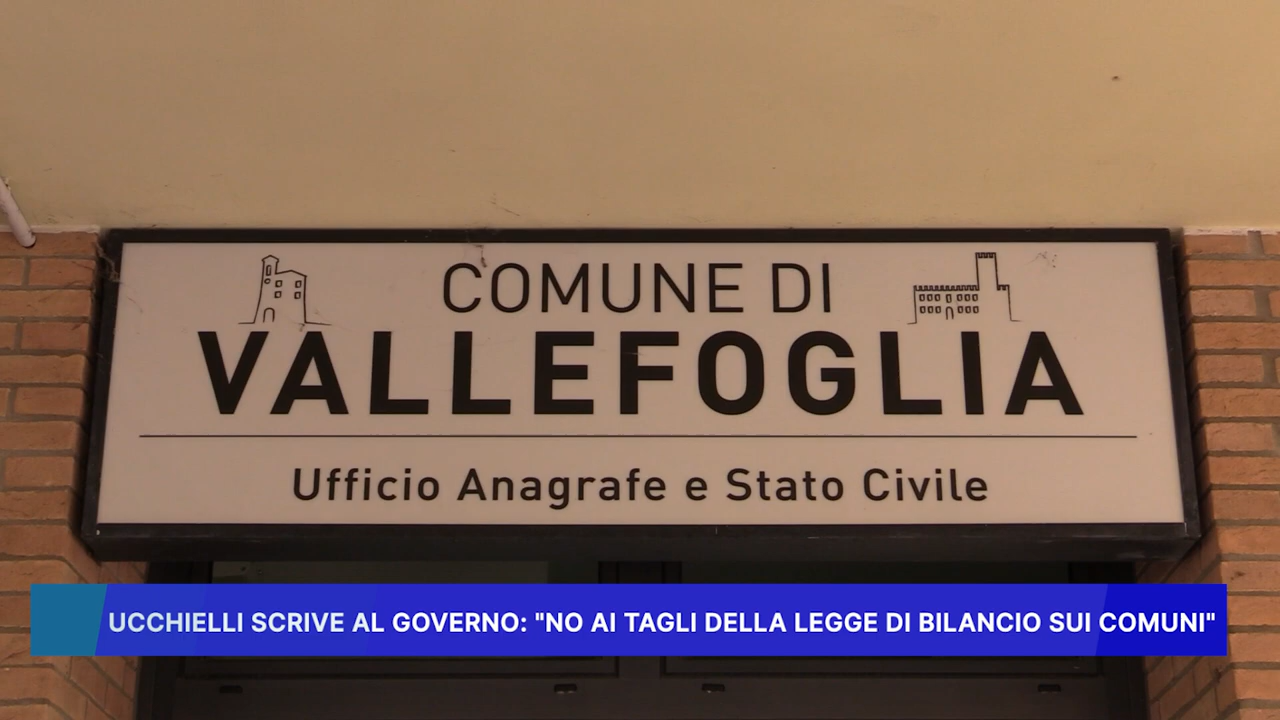 COMUNE DI
VALLEFOGLIA
Ufficio Anagrafe e Stato Civile
UCCHIELLI SCRIVE AL GOVERNO: "NO AI TAGLI DELLA LEGGE DI BILANCIO SUI COMUNI"